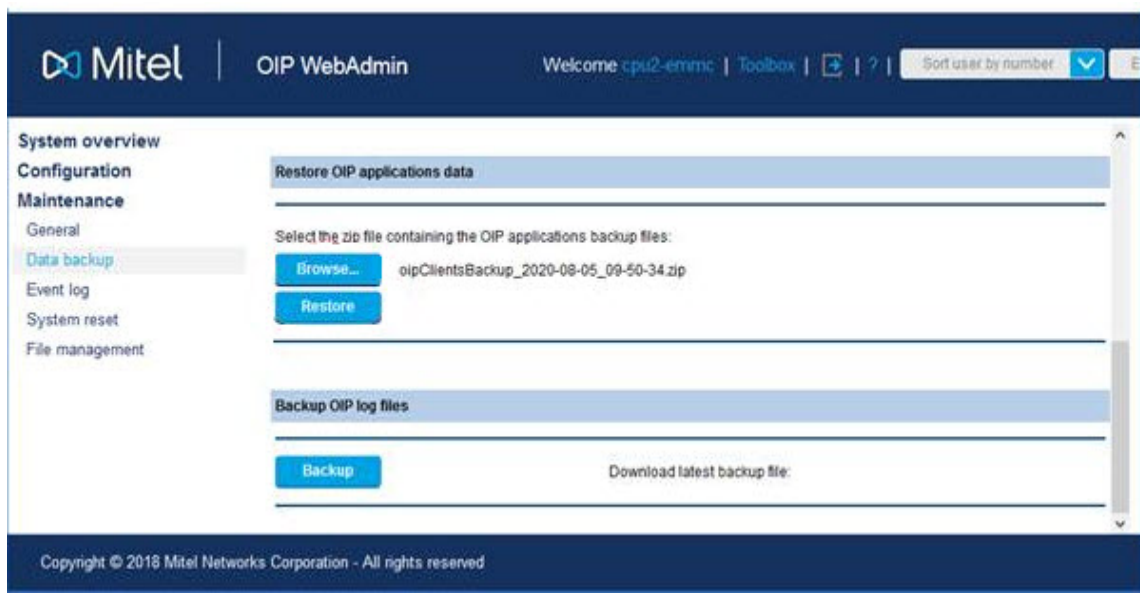 Mitel | OIP WebAdmin Welcome cpu2-emmc | Toolbox | | ? | Sort user by number E
System overview
Configuration
Maintenance
General
Data backup
Event log
System reset
File management
Restore OIP applications data
Select the zip file containing the OIP applications backup files:
Browse... oipClientsBackup_2020-08-05_09-50-34.zip
Restore
Backup OIP log files
Backup Download latest backup file:
Copyright © 2018 Mitel Networks Corporation - All rights reserved